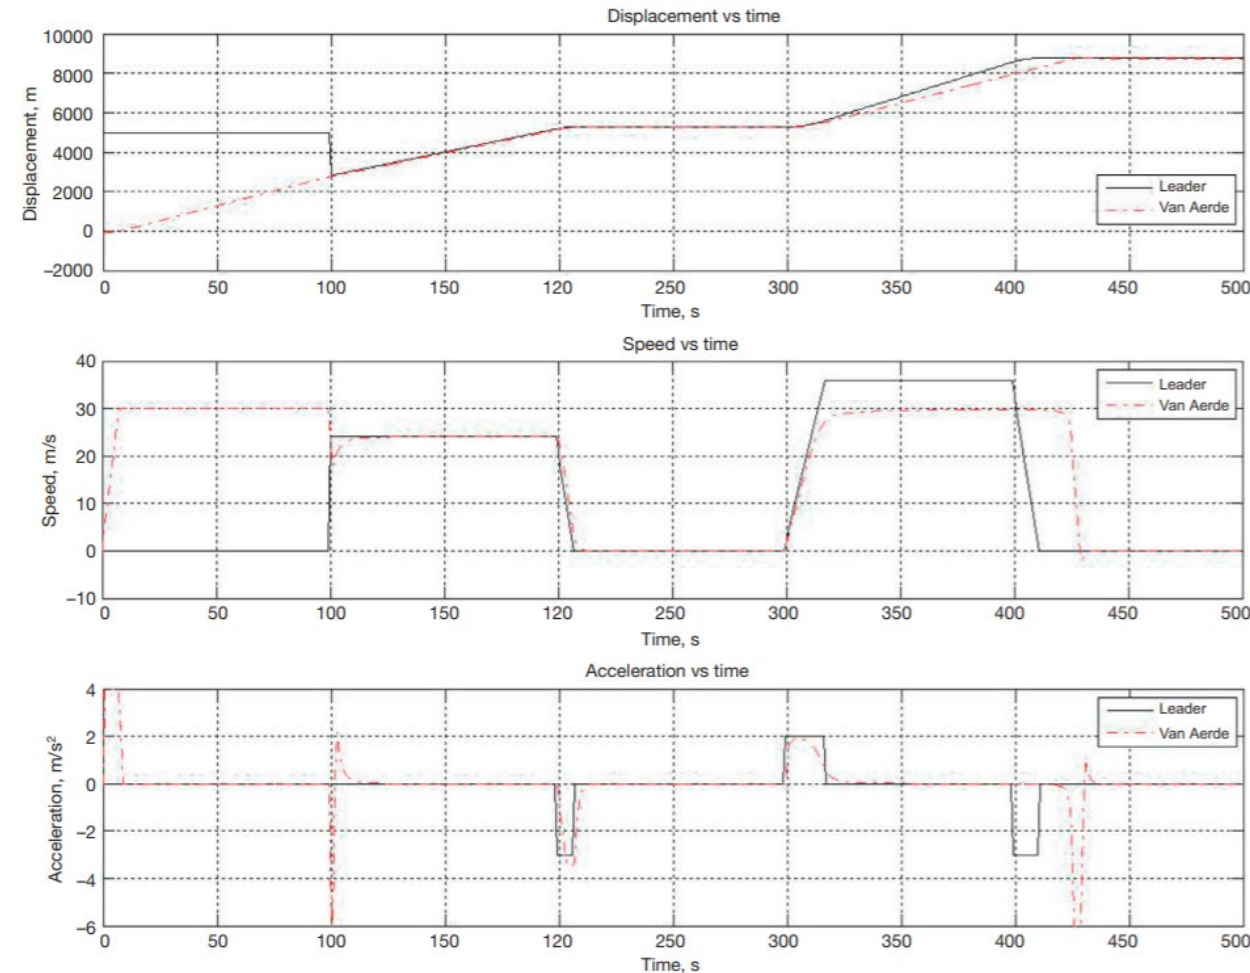 Displacement vs time
Displacement, m
10000
8000
6000
4000
2000
0
–2000
Leader
Van Aerde
0 50 100 150 120 250 300 350 400 450 500
Time, s
Speed vs time
Speed, m/s
40
30
20
10
0
–10
Leader
Van Aerde
0 50 100 150 120 250 300 350 400 450 500
Time, s
Acceleration vs time
Acceleration, m/s²
4
2
0
–2
–4
–6
Leader
Van Aerde
0 50 100 150 120 250 300 350 400 450 500
Time, s